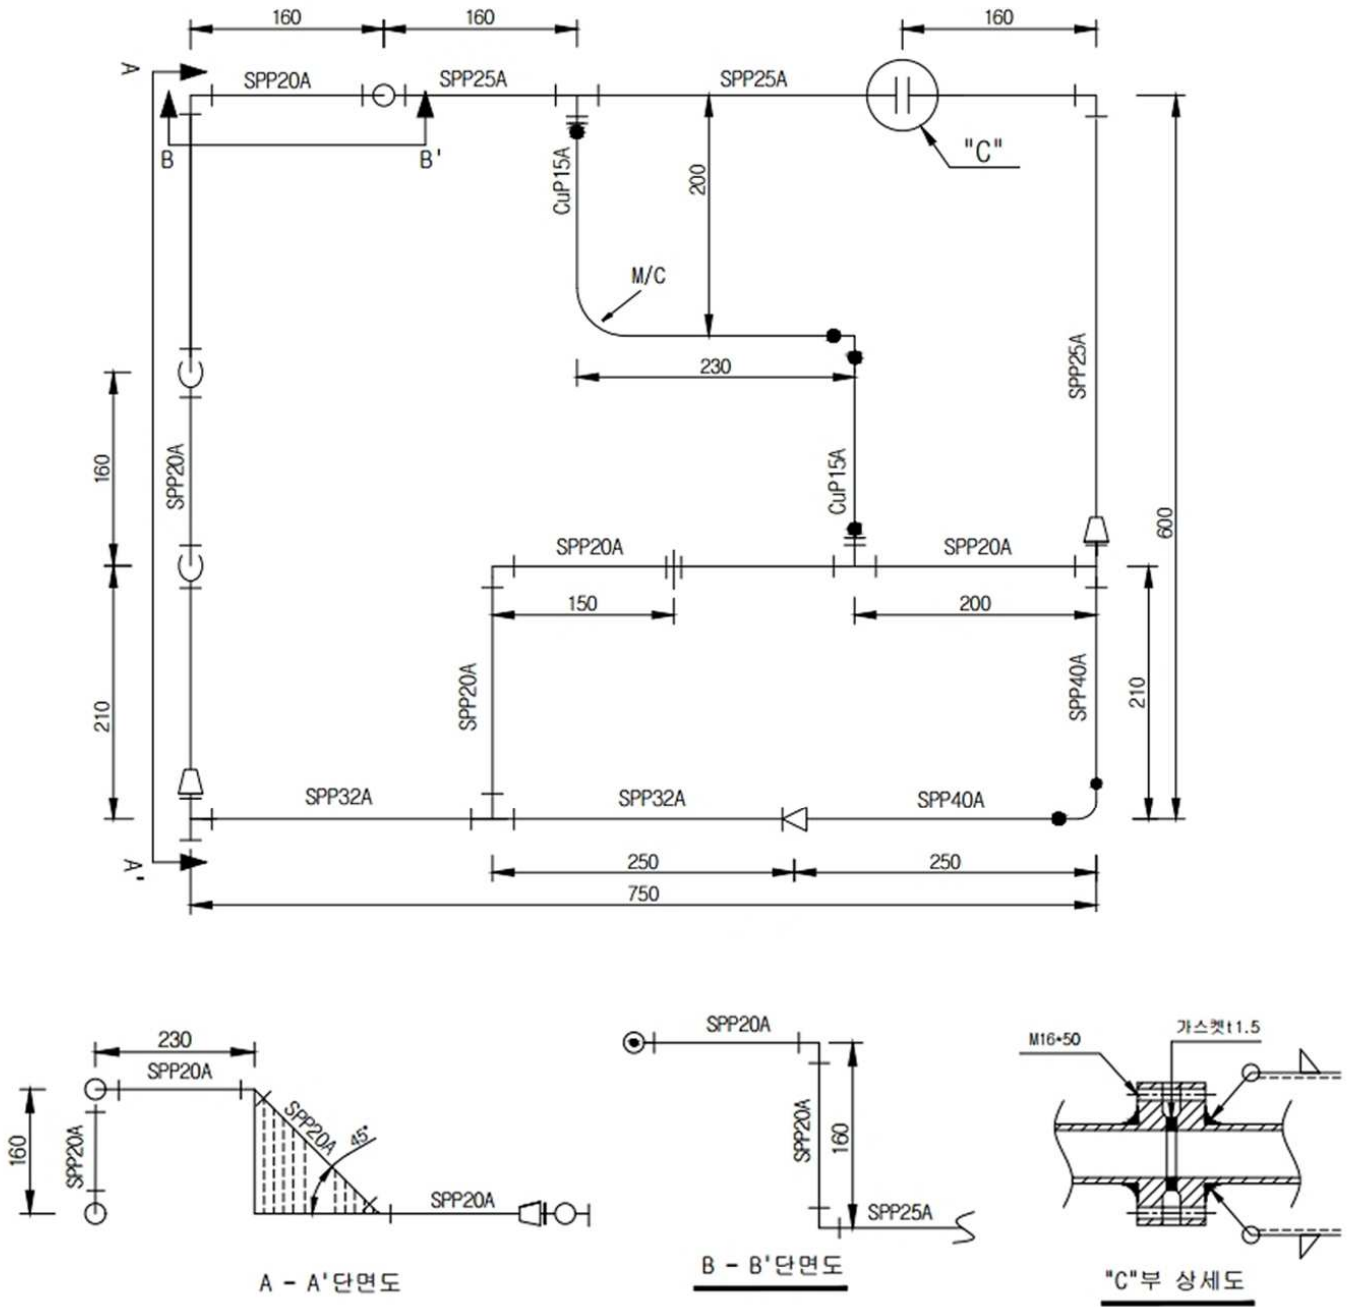 160
160
160
A
SPP20A
SPP25A
SPP25A
B
B'
"C"
CuP15A
200
M/C
230
SPP25A
160
SPP20A
CuP15A
600
SPP20A
SPP20A
150
200
210
SPP20A
SPP40A
210
SPP32A
SPP32A
SPP40A
A'
250
250
750
230
SPP20A
160
SPP20A
SPP20A
45°
SPP20A
A - A'단면도
SPP20A
SPP20A
160
SPP25A
B - B'단면도
가스켓t1.5
M16*50
"C"부 상세도